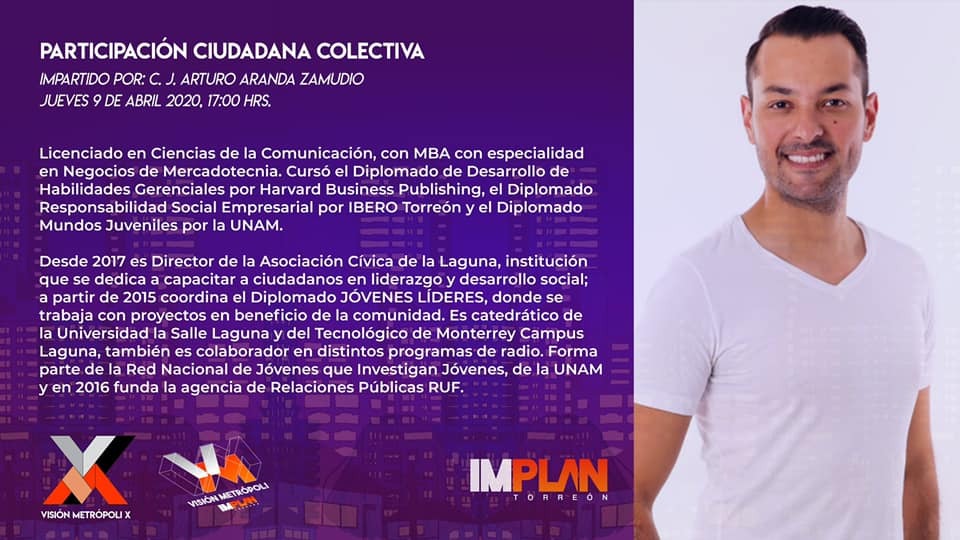 PARTICIPACIÓN CIUDADANA COLECTIVA
IMPARTIDO POR: C. J. ARTURO ARANDA ZAMUDIO
JUEVES 9 DE ABRIL 2020, 17:00 HRS.
Licenciado en Ciencias de la Comunicación, con MBA con especialidad
en Negocios de Mercadotecnia. Cursó el Diplomado de Desarrollo de
Habilidades Gerenciales por Harvard Business Publishing, el Diplomado
Responsabilidad Social Empresarial por IBERO Torreón y el Diplomado
Mundos Juveniles por la UNAM.
Desde 2017 es Director de la Asociación Cívica de la Laguna, institución
que se dedica a capacitar a ciudadanos en liderazgo y desarrollo social;
a partir de 2015 coordina el Diplomado JÓVENES LÍDERES, donde se
trabaja con proyectos en beneficio de la comunidad. Es catedrático de
la Universidad la Salle Laguna y del Tecnológico de Monterrey Campus
Laguna, también es colaborador en distintos programas de radio. Forma
parte de la Red Nacional de Jóvenes que Investigan Jóvenes, de la UNAM
y en 2016 funda la agencia de Relaciones Públicas RUF.
VISIÓN METRÓPOLI X
VISIÓN METRÓPOLI
IMPLAN
IMPLAN
TORREÓN